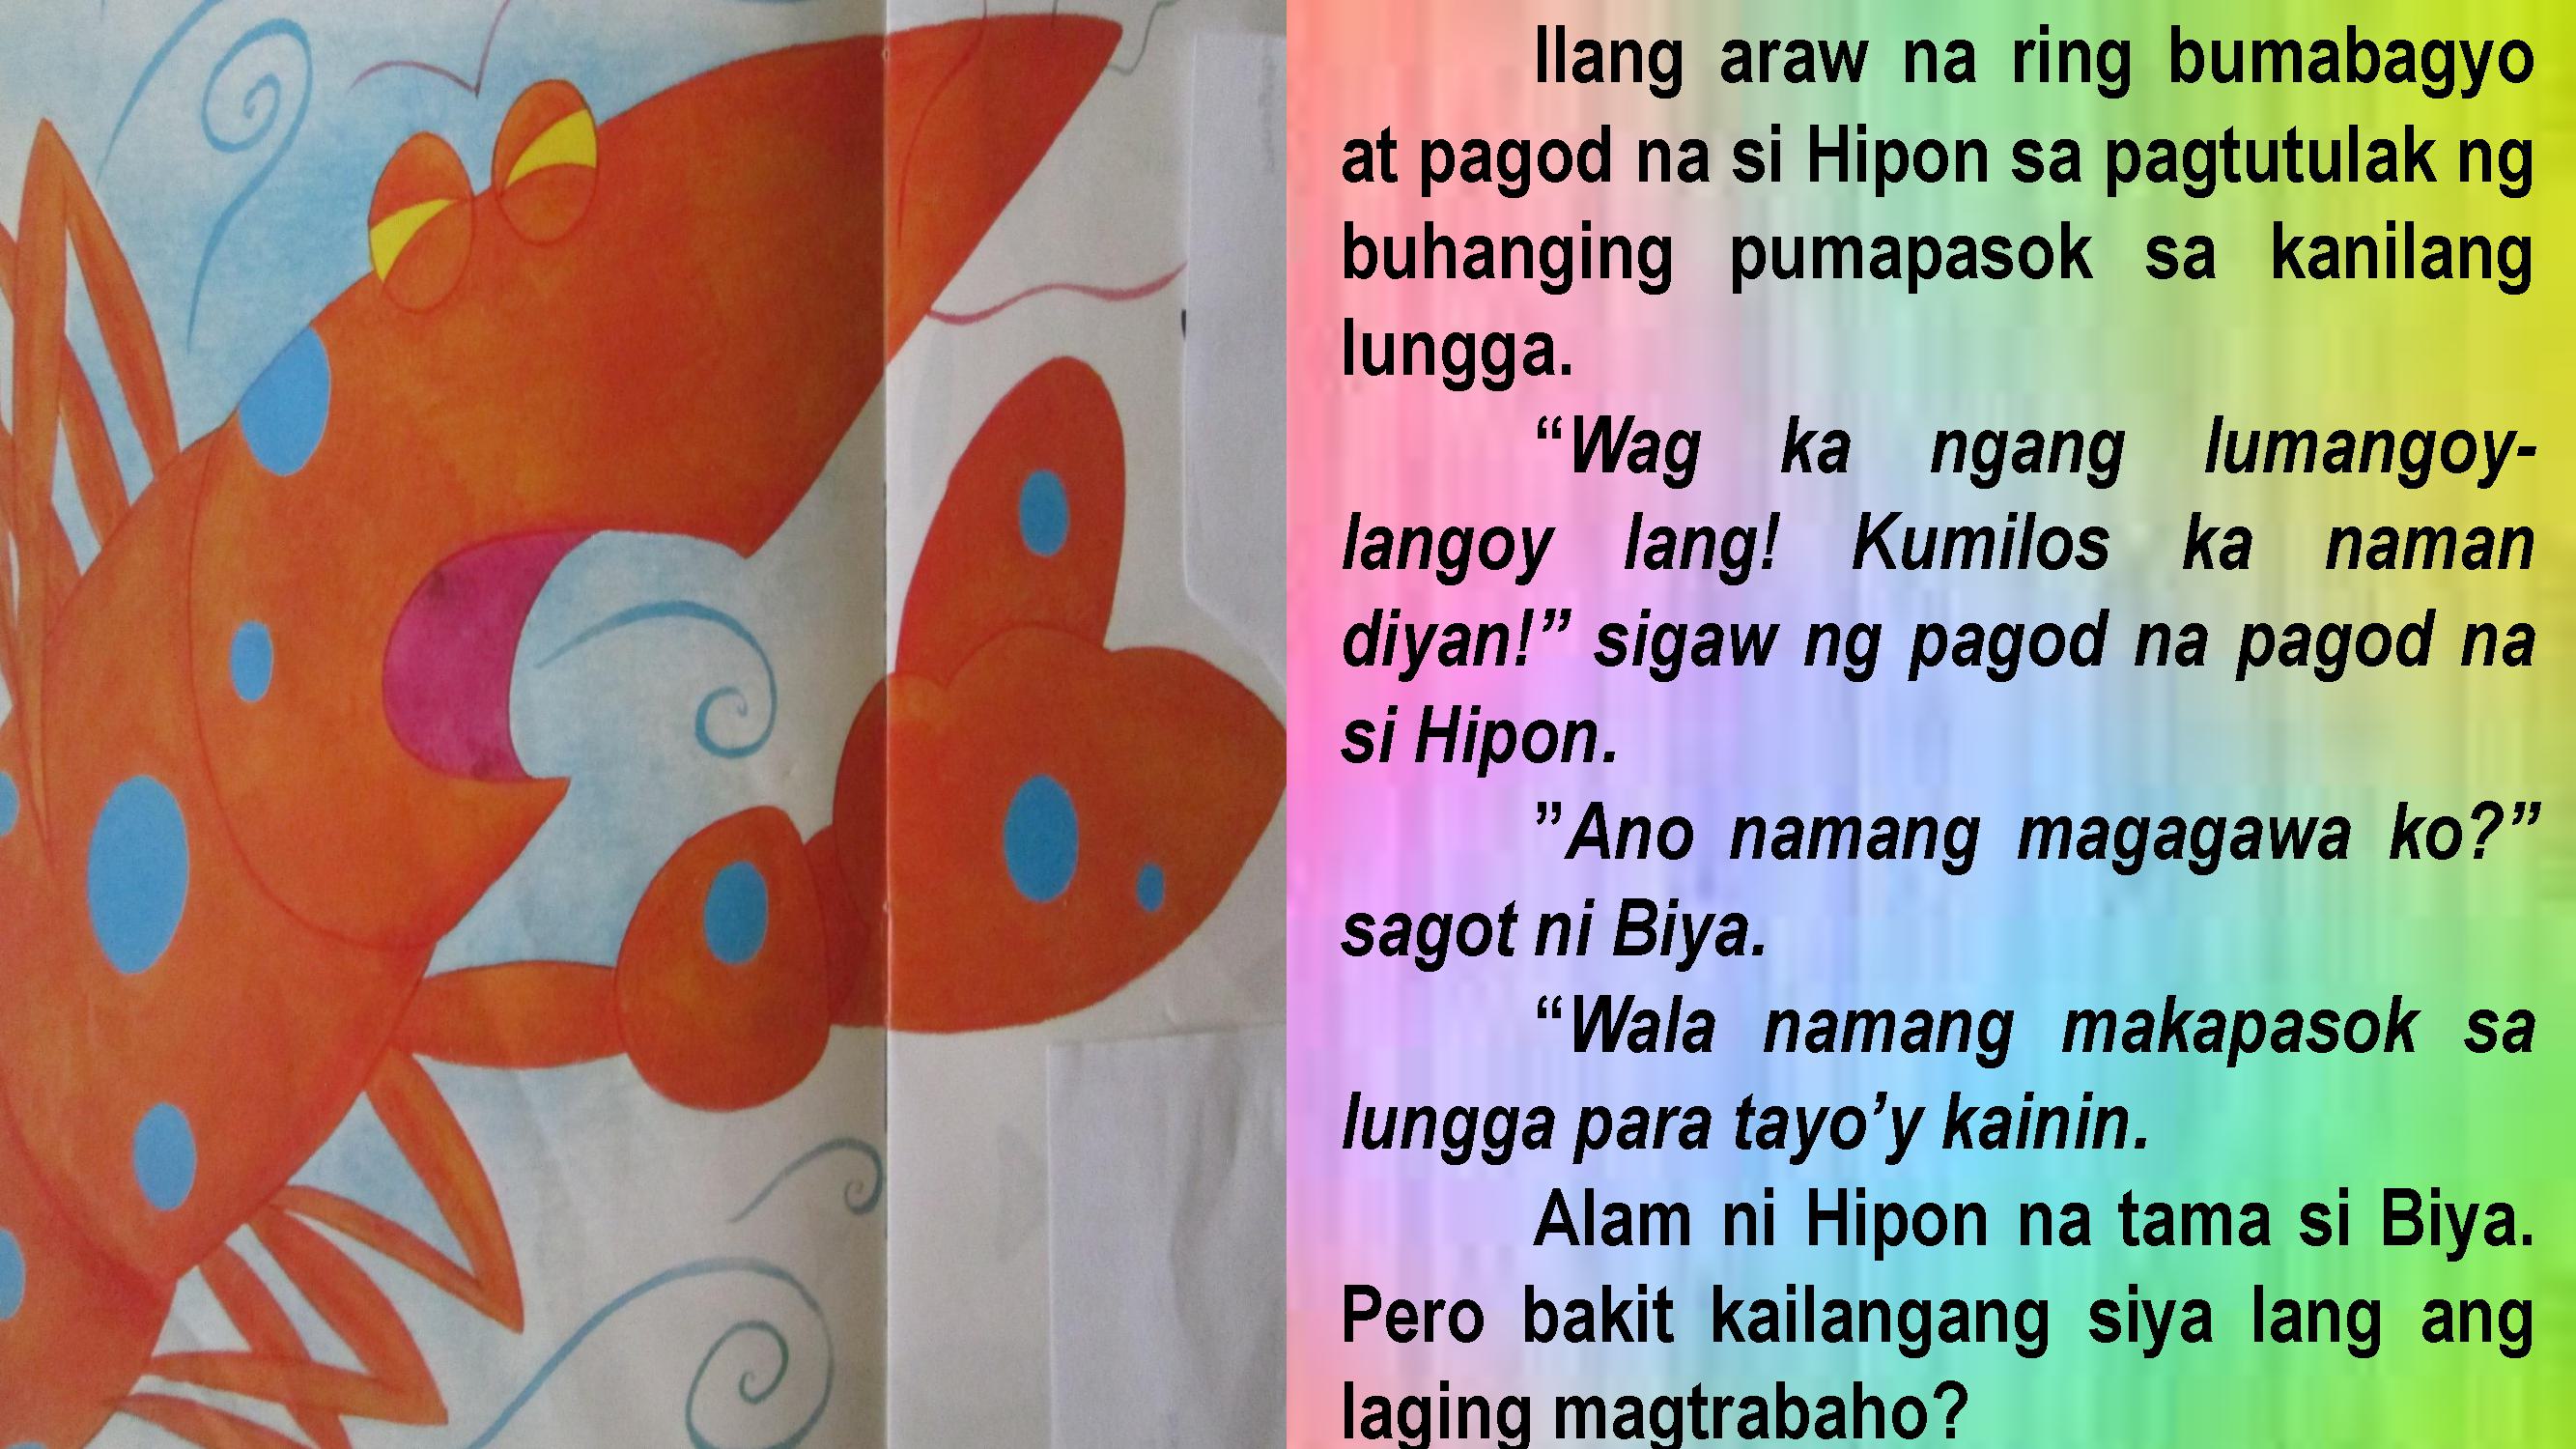 Ilang araw na ring bumabagyo
at pagod na si Hipon sa pagtutulak ng
buhanging pumapasok sa kanilang
lungga.
“Wag ka ngang lumangoy-
langoy lang! Kumilos ka naman
diyan!” sigaw ng pagod na pagod na
si Hipon.
”Ano namang magagawa ko?”
sagot ni Biya.
“Wala namang makapasok sa
lungga para tayo’y kainin.
Alam ni Hipon na tama si Biya.
Pero bakit kailangang siya lang ang
laging magtrabaho?